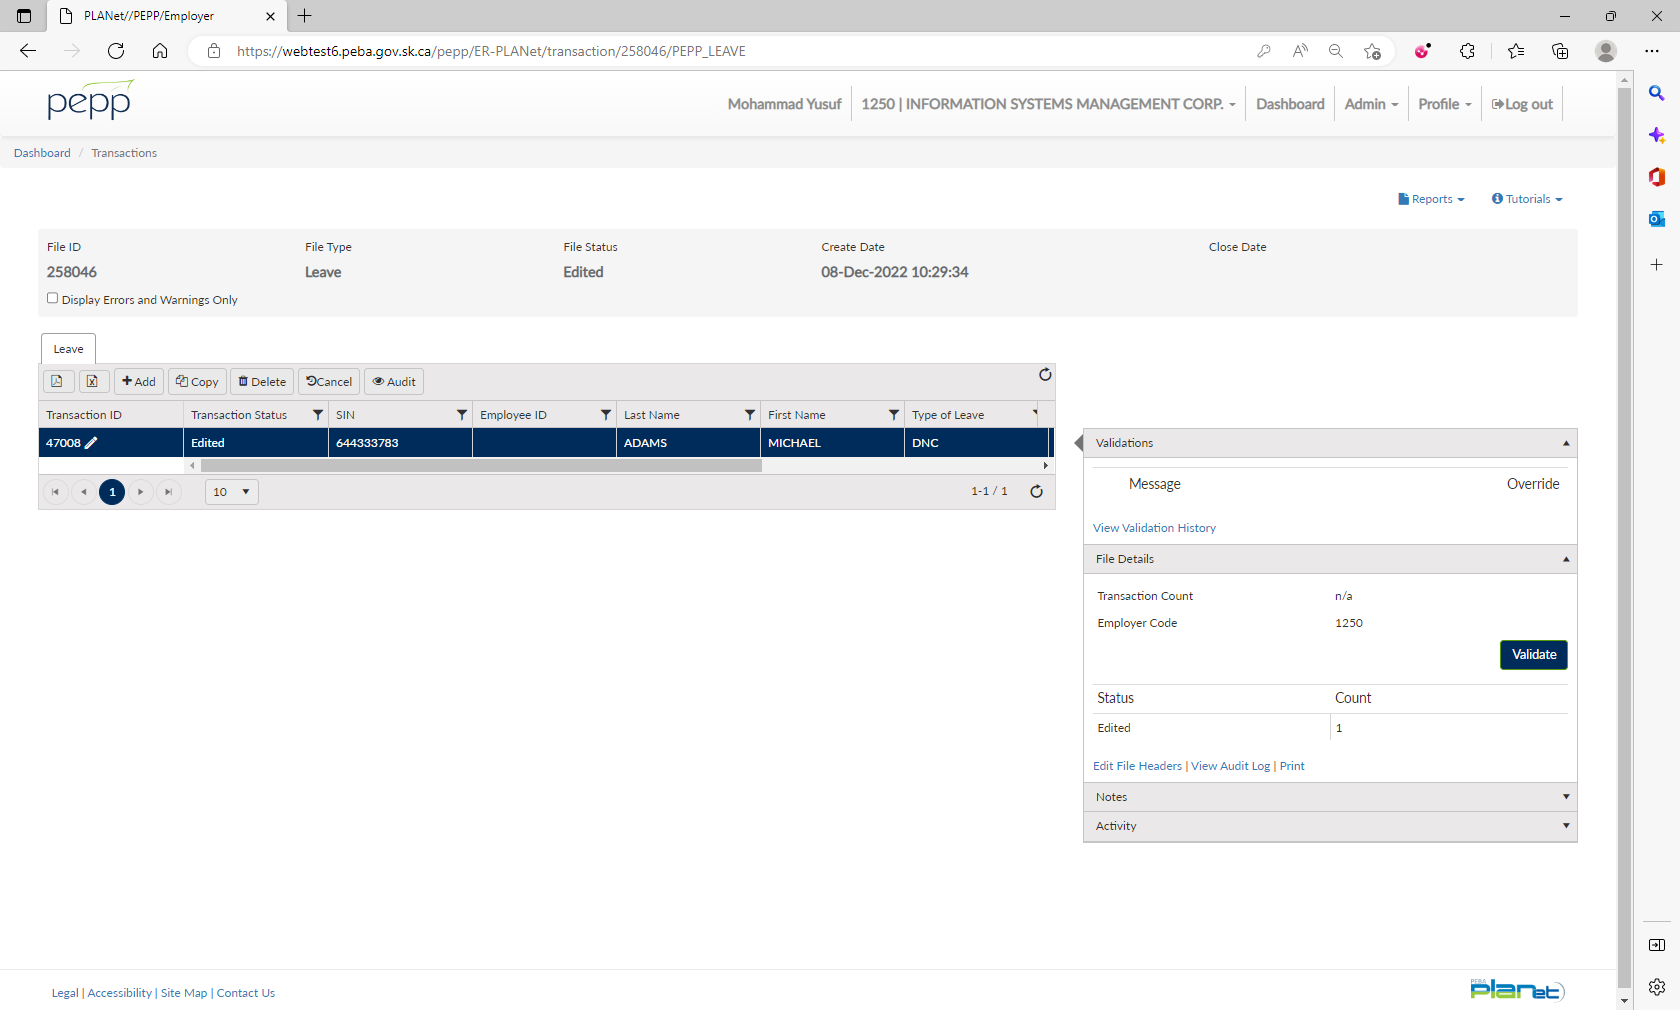 PLANet//PEPP/Employer
https://webtest6.peba.gov.sk.ca/pepp/ER-PLANet/transaction/258046/PEPP_LEAVE
pepp
Mohammad Yusuf
1250 | INFORMATION SYSTEMS MANAGEMENT CORP.
Dashboard
Admin
Profile
Log out
Dashboard / Transactions
Reports
Tutorials
File ID
File Type
File Status
Create Date
Close Date
258046
Leave
Edited
08-Dec-2022 10:29:34
Display Errors and Warnings Only
Leave
Add
Copy
Delete
Cancel
Audit
Transaction ID
Transaction Status
SIN
Employee ID
Last Name
First Name
Type of Leave
47008
Edited
644333783
ADAMS
MICHAEL
DNC
1
10
1-1 / 1
Validations
Message
Override
View Validation History
File Details
Transaction Count
n/a
Employer Code
1250
Validate
Status
Count
Edited
1
Edit File Headers | View Audit Log | Print
Notes
Activity
Legal | Accessibility | Site Map | Contact Us
PEBA
planet